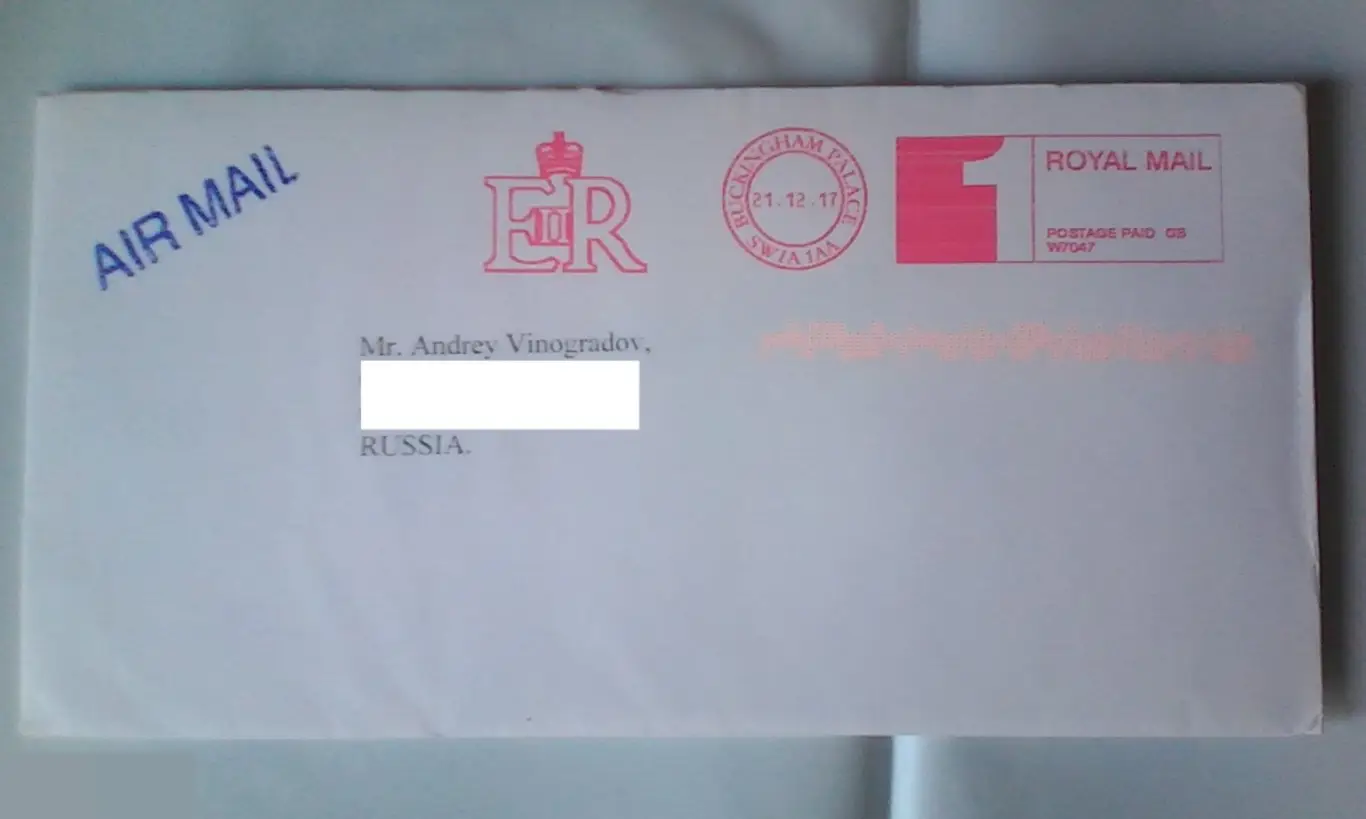 AIR MAIL
EIIR
BUCKINGHAM PALACE
21.12.17
SW1A 1AA
1
ROYAL MAIL
POSTAGE PAID GB
W7047
Mr. Andrey Vinogradov,
RUSSIA.